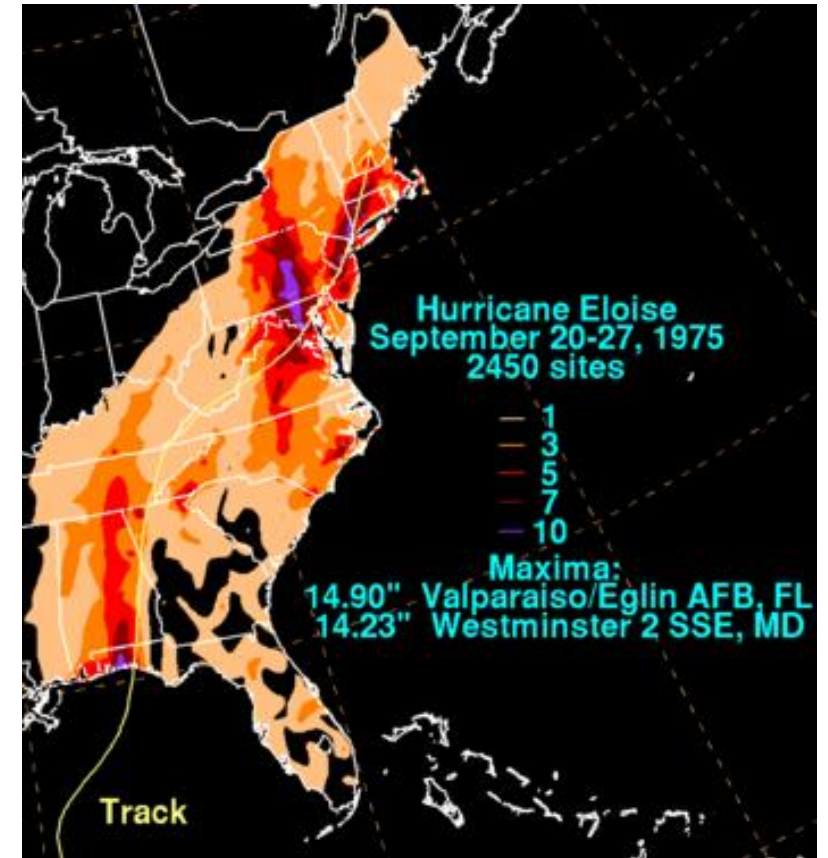 Hurricane Eloise
September 20-27, 1975
2450 sites
1
3
5
7
10
Maxima:
14.90" Valparaiso/Eglin AFB, FL
14.23" Westminster 2 SSE, MD
Track